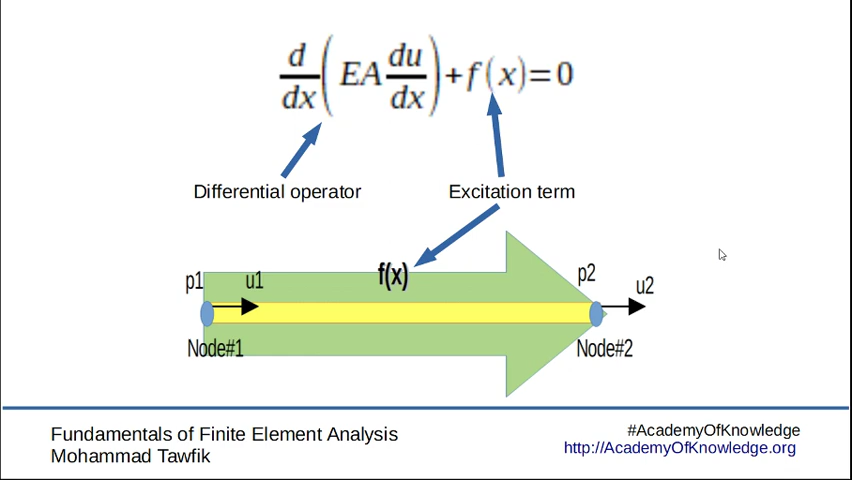 d/dx ( EA du/dx ) + f(x) = 0
Differential operator
Excitation term
f(x)
p1
u1
p2
u2
Node#1
Node#2
Fundamentals of Finite Element Analysis
Mohammad Tawfik
#AcademyOfKnowledge
http://AcademyOfKnowledge.org